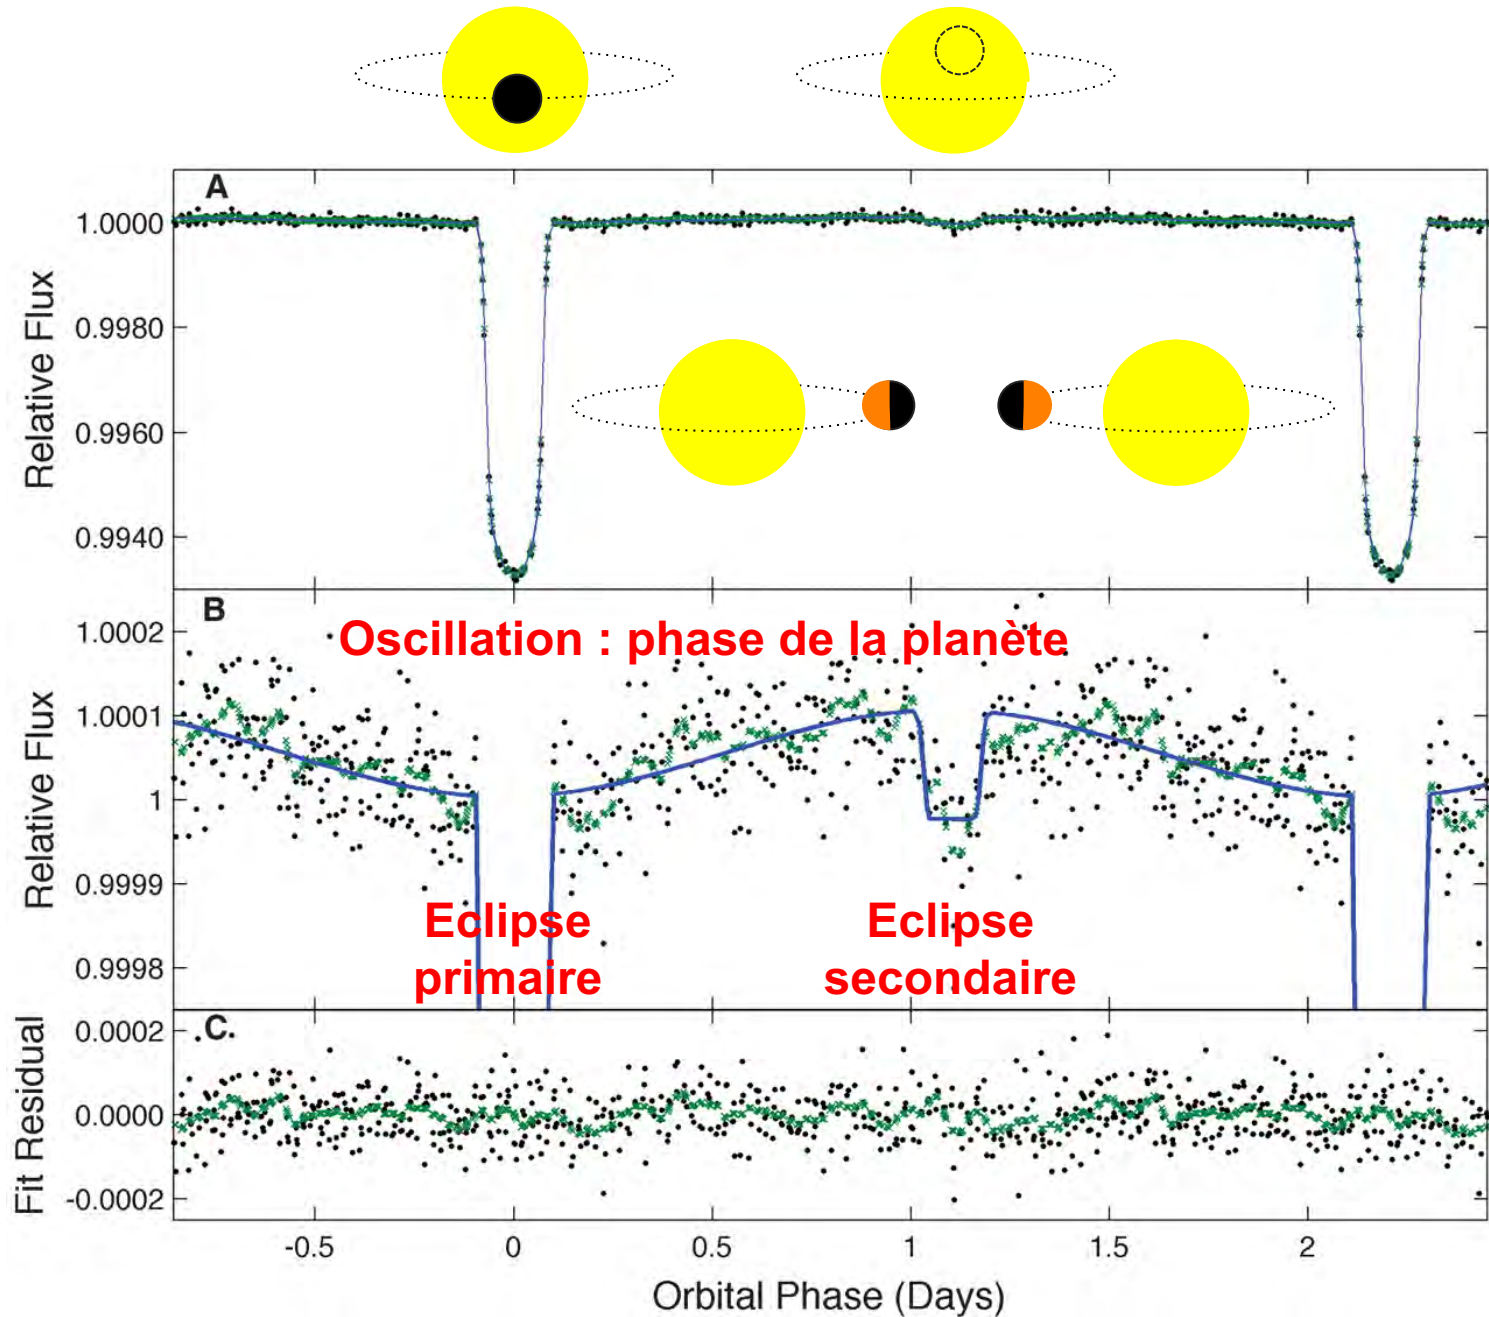 A
1.0000
0.9980
0.9960
0.9940
Relative Flux
B
Oscillation : phase de la planète
1.0002
1.0001
1
0.9999
0.9998
Relative Flux
Eclipse
primaire
Eclipse
secondaire
C.
0.0002
0.0000
-0.0002
Fit Residual
-0.5
0
0.5
1
1.5
2
Orbital Phase (Days)